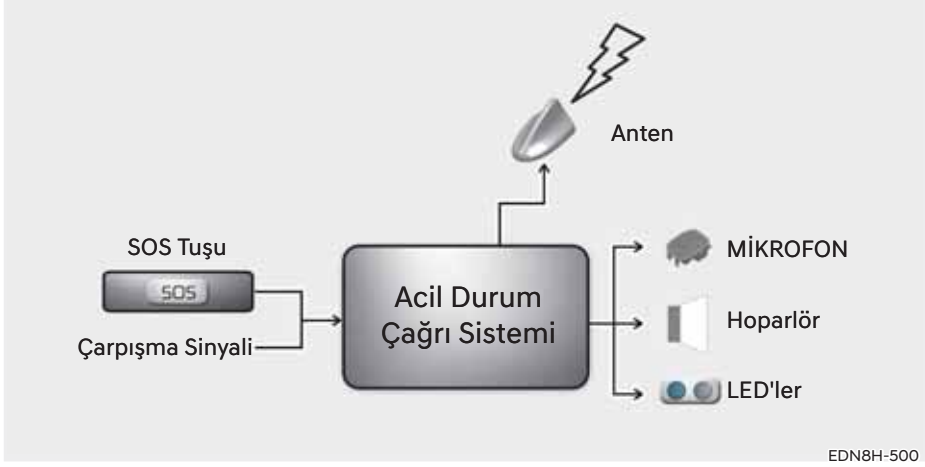 Anten
SOS Tuşu
SOS
Çarpışma Sinyali
Acil Durum
Çağrı Sistemi
MİKROFON
Hoparlör
LED'ler
EDN8H-500